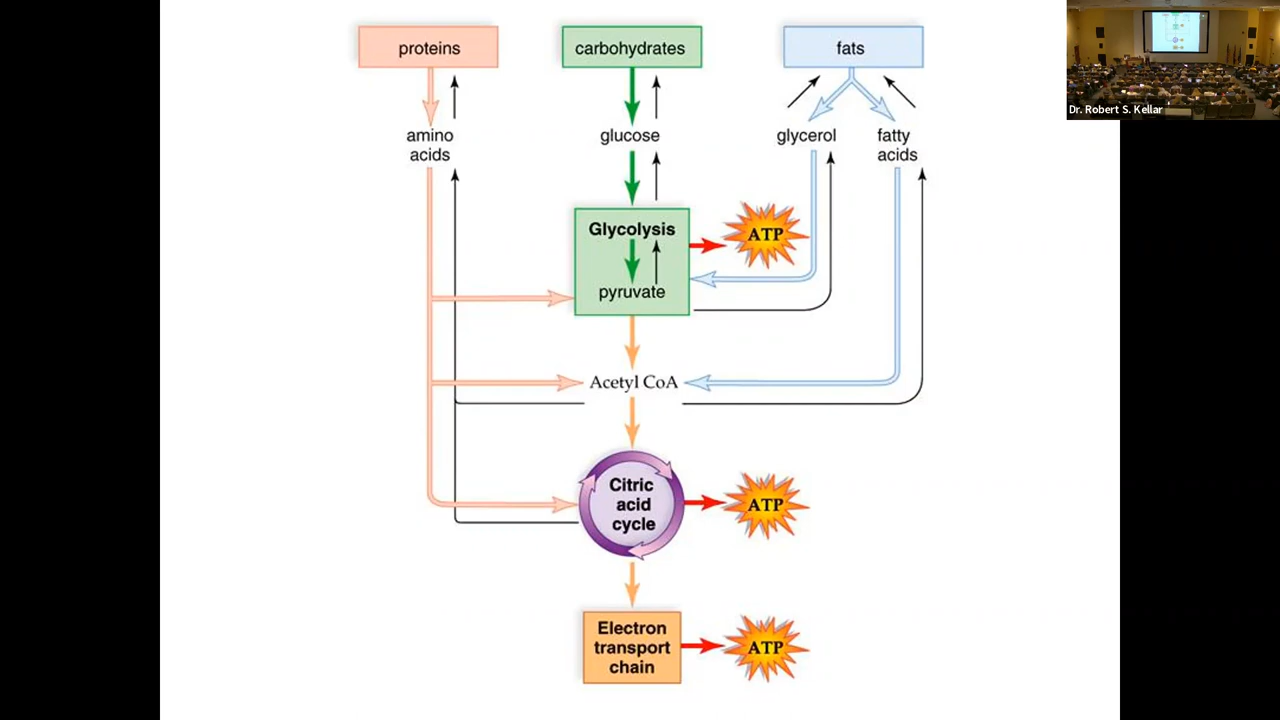 proteins
carbohydrates
fats
Dr. Robert S. Kellar
amino
acids
glucose
glycerol
fatty
acids
Glycolysis
ATP
pyruvate
Acetyl CoA
Citric
acid
cycle
ATP
Electron
transport
chain
ATP